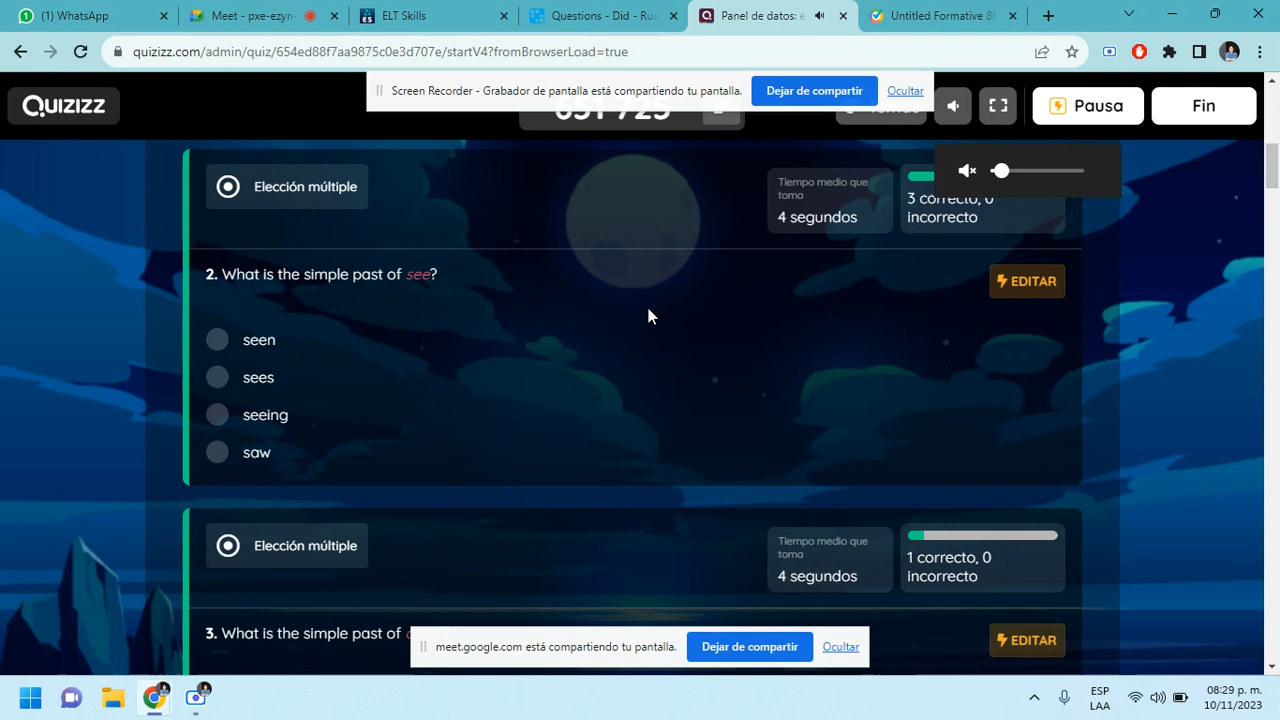 (1) WhatsApp
Meet - pxe-ezyn-
ELT Skills
Questions - Did - Rue
Panel de datos: e
Untitled Formative 86
quizizz.com/admin/quiz/654ed88f7aa9875c0e3d707e/startV4?fromBrowserLoad=true
Screen Recorder - Grabador de pantalla está compartiendo tu pantalla.
Dejar de compartir
Ocultar
QUIZIZZ
651 725
Temas
Pausa
Fin
Elección múltiple
Tiempo medio que
toma
4 segundos
3 correcto, 0
incorrecto
2. What is the simple past of see?
EDITAR
seen
sees
seeing
saw
Elección múltiple
Tiempo medio que
toma
4 segundos
1 correcto, 0
incorrecto
3. What is the simple past of
EDITAR
meet.google.com está compartiendo tu pantalla.
Dejar de compartir
Ocultar
ESP
LAA
08:29 p. m.
10/11/2023